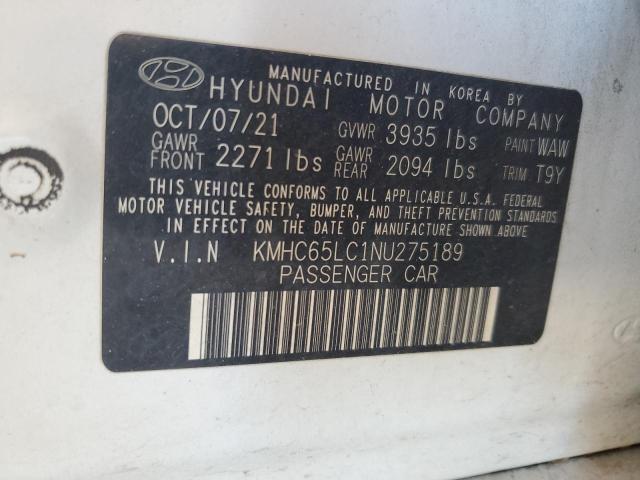 MANUFACTURED IN KOREA BY
HYUNDAI MOTOR COMPANY
OCT/07/21 GVWR 3935 lbs PAINT WAW
GAWR FRONT 2271 lbs GAWR REAR 2094 lbs TRIM T9Y
THIS VEHICLE CONFORMS TO ALL APPLICABLE U.S.A. FEDERAL
MOTOR VEHICLE SAFETY, BUMPER, AND THEFT PREVENTION STANDARDS
IN EFFECT ON THE DATE OF MANUFACTURE SHOWN ABOVE
V.I.N KMHC65LC1NU275189
PASSENGER CAR